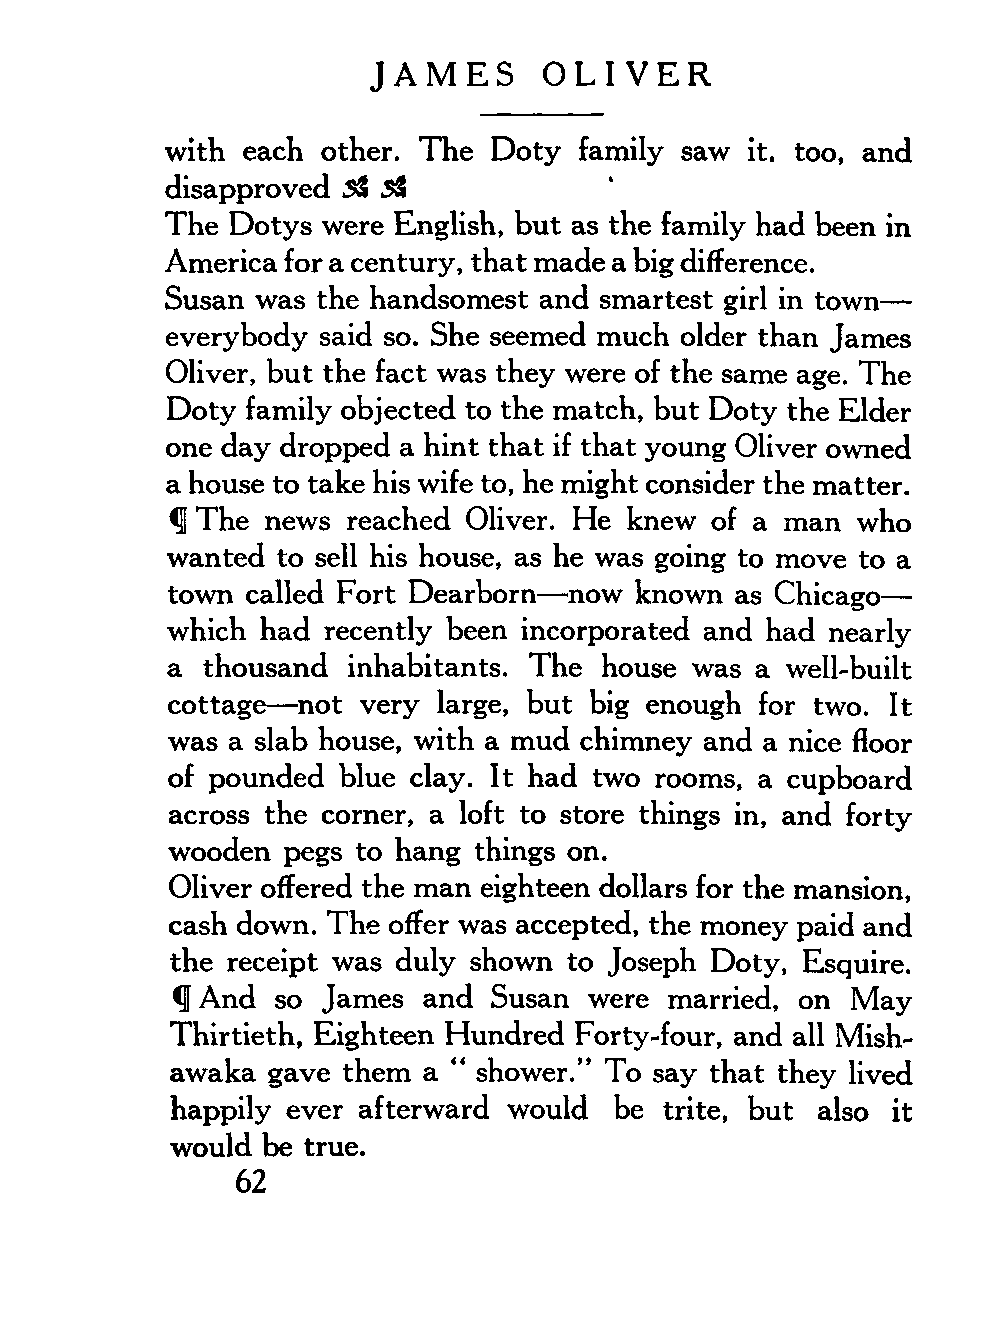 JAMES OLIVER
with each other. The Doty family saw it. too, and
disapproved
The Dotys were English, but as the family had been in
America for a century, that made a big difference.
Susan was the handsomest and smartest girl in town—
everybody said so. She seemed much older than James
Oliver, but the fact was they were of the same age. The
Doty family objected to the match, but Doty the Elder
one day dropped a hint that if that young Oliver owned
a house to take his wife to, he might consider the matter.
¶ The news reached Oliver. He knew of a man who
wanted to sell his house, as he was going to move to a
town called Fort Dearborn—now known as Chicago—
which had recently been incorporated and had nearly
a thousand inhabitants. The house was a well-built
cottage—not very large, but big enough for two. It
was a slab house, with a mud chimney and a nice floor
of pounded blue clay. It had two rooms, a cupboard
across the corner, a loft to store things in, and forty
wooden pegs to hang things on.
Oliver offered the man eighteen dollars for the mansion,
cash down. The offer was accepted, the money paid and
the receipt was duly shown to Joseph Doty, Esquire.
¶ And so James and Susan were married, on May
Thirtieth, Eighteen Hundred Forty-four, and all Mish-
awaka gave them a “ shower.” To say that they lived
happily ever afterward would be trite, but also it
would be true.
62